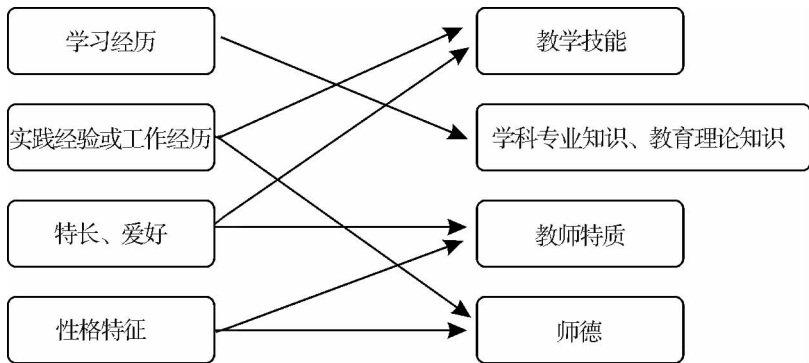 学习经历
教学技能
实践经验或工作经历
学科专业知识、教育理论知识
特长、爱好
教师特质
性格特征
师德